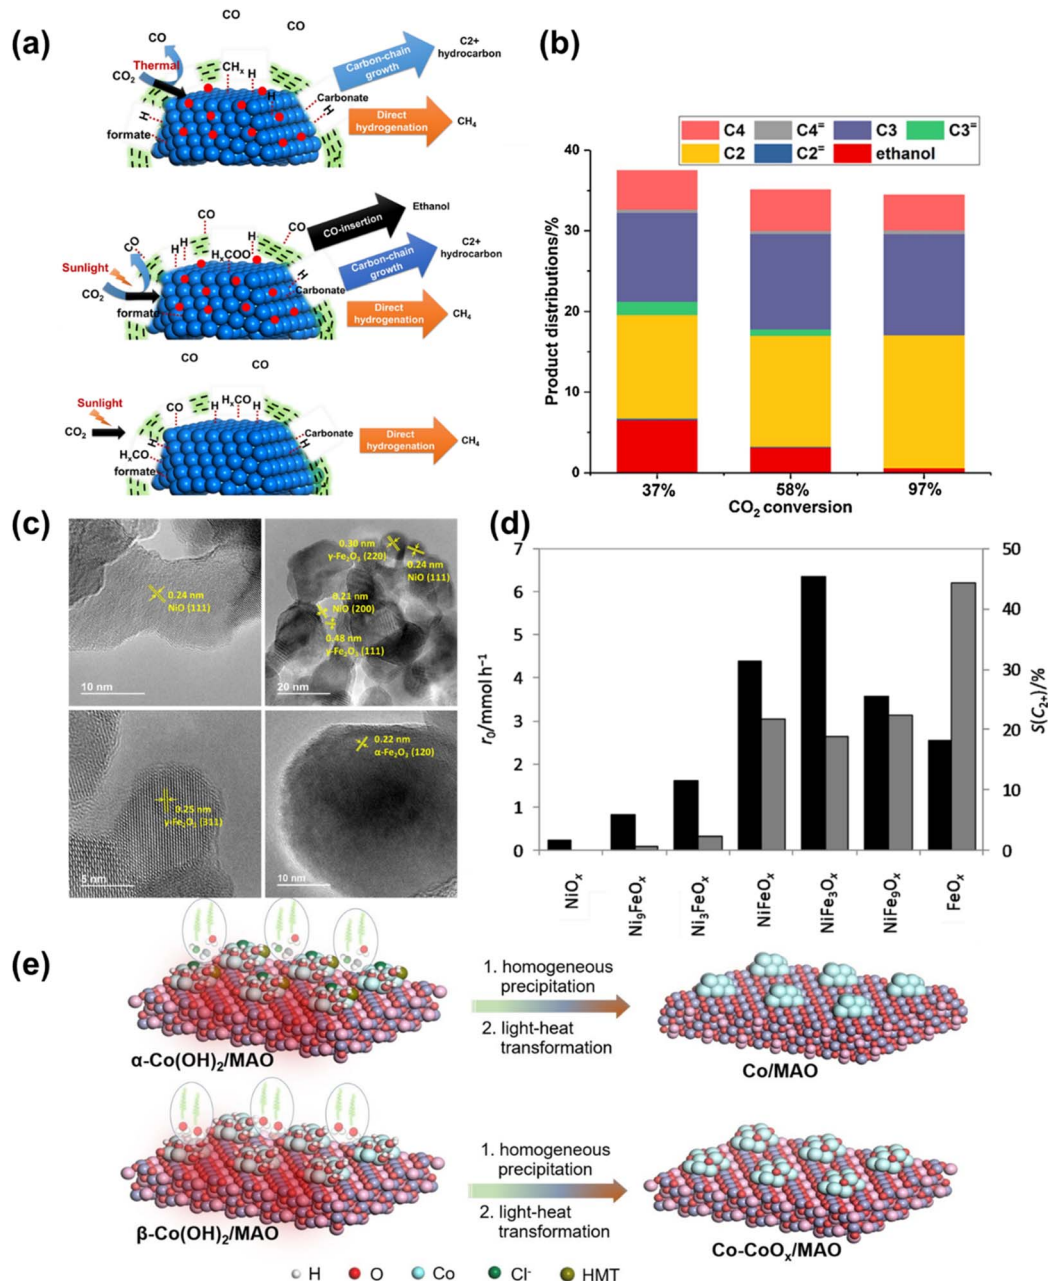 (a)
CO
CO
CO
Thermal
CO₂
CHₓ
H
H
H
H
formate
Carbonate
Carbon-chain
growth
C2+
hydrocarbon
Direct
hydrogenation
CH₄
CO
CO
CO
H
H
H
HₓCOO
H
Sunlight
CO₂
formate
Carbonate
CO-insertion
Ethanol
Carbon-chain
growth
C2+
hydrocarbon
Direct
hydrogenation
CH₄
CO
CO
Sunlight
CO₂
CO
H
HₓCO
H
H
H
HₓCO
formate
Carbonate
Direct
hydrogenation
CH₄
(b)
C4
C4⁼
C3
C3⁼
C2
C2⁼
ethanol
Product distributions/%
40
30
20
10
0
37%
58%
97%
CO₂ conversion
(c)
0.24 nm
NiO (111)
10 nm
0.30 nm
γ-Fe₂O₃ (220)
0.24 nm
NiO (111)
0.21 nm
NiO (200)
0.48 nm
γ-Fe₂O₃ (111)
20 nm
0.25 nm
γ-Fe₂O₃ (311)
5 nm
0.22 nm
α-Fe₂O₃ (120)
10 nm
(d)
r₀/mmol h⁻¹
7
6
5
4
3
2
1
0
50
40
30
20
10
0
S(C₂₊)/%
NiOₓ
Ni₉FeOₓ
Ni₃FeOₓ
NiFeOₓ
NiFe₃Oₓ
NiFe₉Oₓ
FeOₓ
(e)
α-Co(OH)₂/MAO
1. homogeneous
precipitation
2. light-heat
transformation
Co/MAO
β-Co(OH)₂/MAO
1. homogeneous
precipitation
2. light-heat
transformation
Co-CoOₓ/MAO
H
O
Co
Cl⁻
HMT